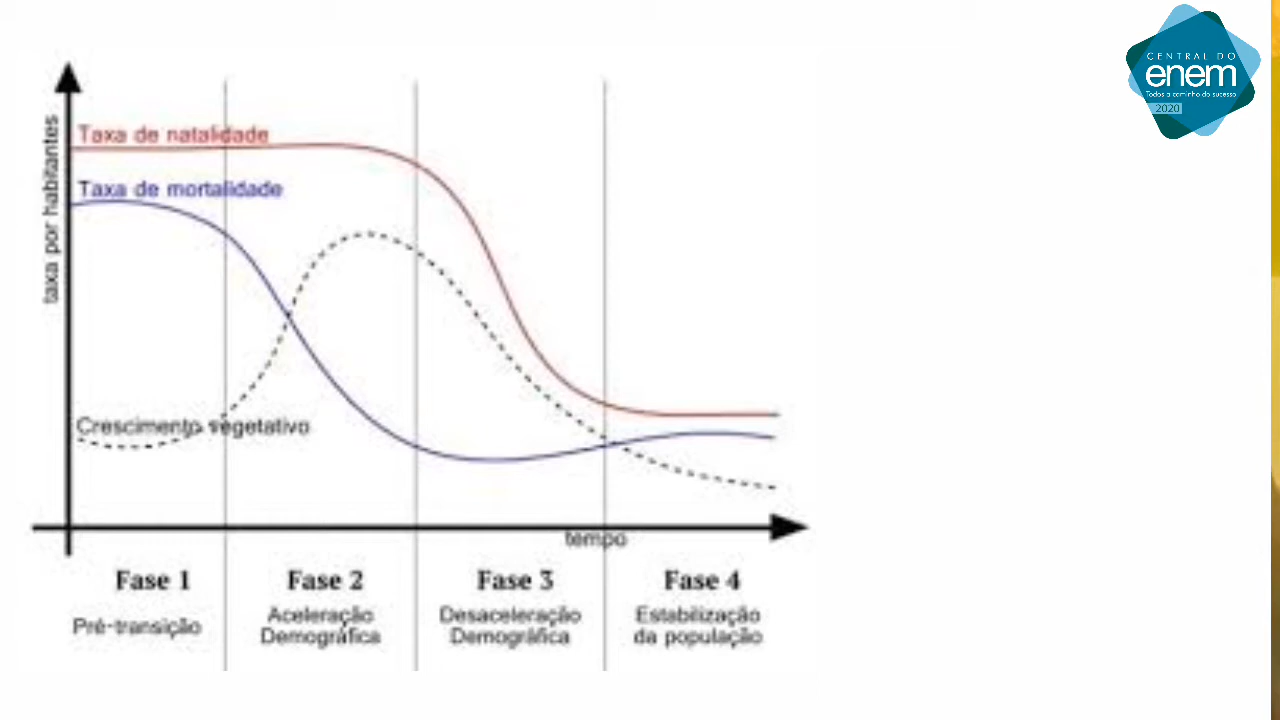 CENTRAL DO
enem
Todos a caminho do sucesso
2020
taxa por habitantes
Taxa de natalidade
Taxa de mortalidade
Crescimento vegetativo
tempo
Fase 1
Pré-transição
Fase 2
Aceleração
Demográfica
Fase 3
Desaceleração
Demográfica
Fase 4
Estabilização
da população